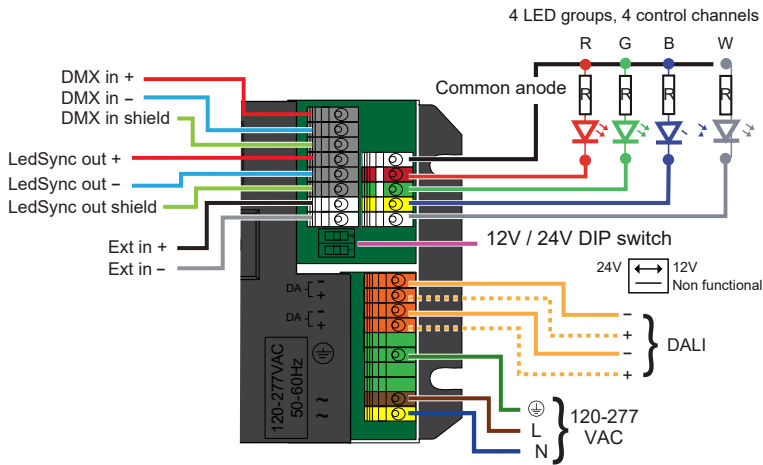 4 LED groups, 4 control channels
R G B W
Common anode
R R R R
DMX in +
DMX in –
DMX in shield
LedSync out +
LedSync out –
LedSync out shield
Ext in +
Ext in –
12V / 24V DIP switch
24V 12V
Non functional
DA – +
DA – +
120-277VAC
50-60Hz
~
~
–
+
–
+
DALI
L
N
120-277
VAC